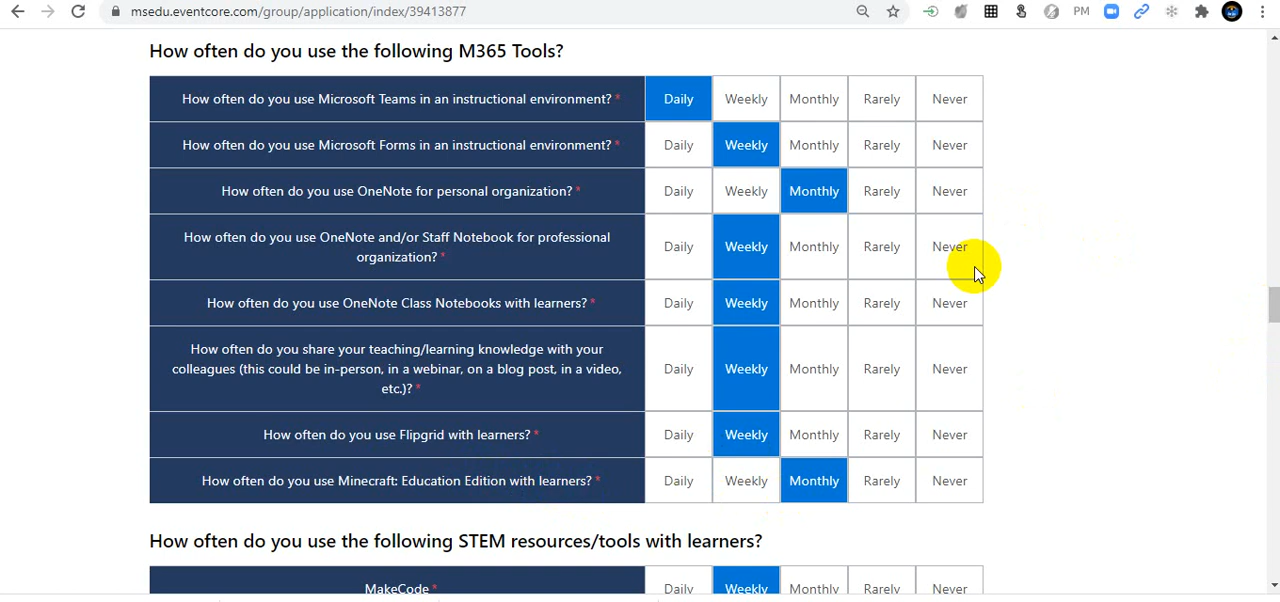 msedu.eventcore.com/group/application/index/39413877
PM
How often do you use the following M365 Tools?
How often do you use Microsoft Teams in an instructional environment? * Daily Weekly Monthly Rarely Never
How often do you use Microsoft Forms in an instructional environment? * Daily Weekly Monthly Rarely Never
How often do you use OneNote for personal organization? * Daily Weekly Monthly Rarely Never
How often do you use OneNote and/or Staff Notebook for professional
organization? * Daily Weekly Monthly Rarely Never
How often do you use OneNote Class Notebooks with learners? * Daily Weekly Monthly Rarely Never
How often do you share your teaching/learning knowledge with your
colleagues (this could be in-person, in a webinar, on a blog post, in a video, Daily Weekly Monthly Rarely Never
etc.)? *
How often do you use Flipgrid with learners? * Daily Weekly Monthly Rarely Never
How often do you use Minecraft: Education Edition with learners? * Daily Weekly Monthly Rarely Never
How often do you use the following STEM resources/tools with learners?
MakeCode * Daily Weekly Monthly Rarely Never